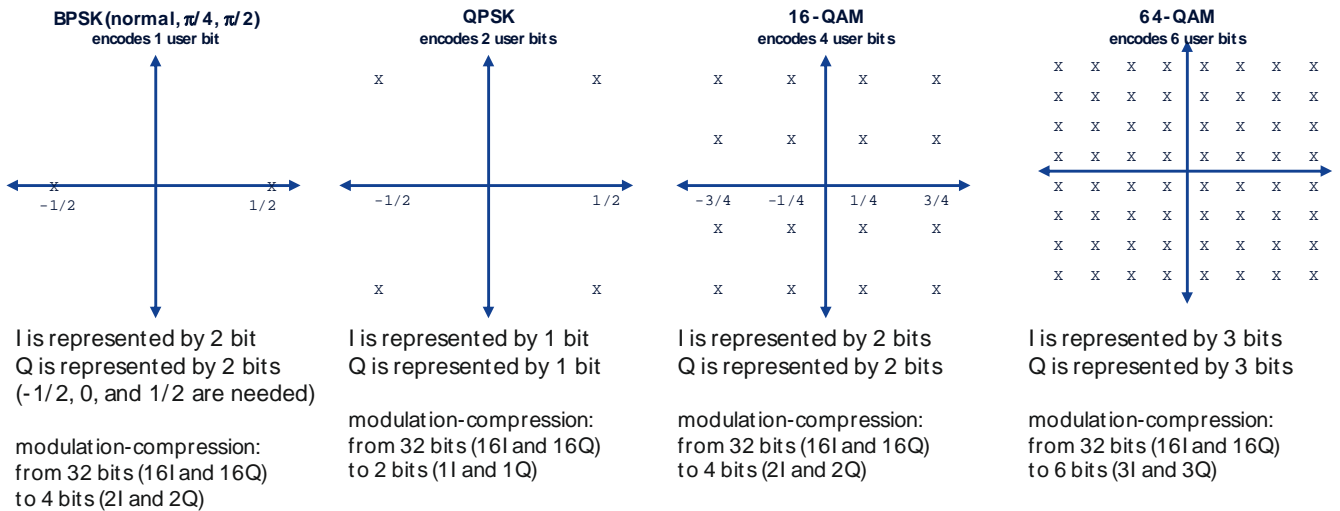 BPSK(normal, π/4, π/2)
encodes 1 user bit
x x
-1/2 1/2
I is represented by 2 bit
Q is represented by 2 bits
(-1/2, 0, and 1/2 are needed)
modulation-compression:
from 32 bits (16I and 16Q)
to 4 bits (2I and 2Q)
QPSK
encodes 2 user bits
x x
-1/2 1/2
x x
I is represented by 1 bit
Q is represented by 1 bit
modulation-compression:
from 32 bits (16I and 16Q)
to 2 bits (1I and 1Q)
16-QAM
encodes 4 user bits
x x x x
x x x x
-3/4 -1/4 1/4 3/4
x x x x
x x x x
I is represented by 2 bits
Q is represented by 2 bits
modulation-compression:
from 32 bits (16I and 16Q)
to 4 bits (2I and 2Q)
64-QAM
encodes 6 user bits
x x x x x x x x
x x x x x x x x
x x x x x x x x
x x x x x x x x
x x x x x x x x
x x x x x x x x
x x x x x x x x
x x x x x x x x
I is represented by 3 bits
Q is represented by 3 bits
modulation-compression:
from 32 bits (16I and 16Q)
to 6 bits (3I and 3Q)